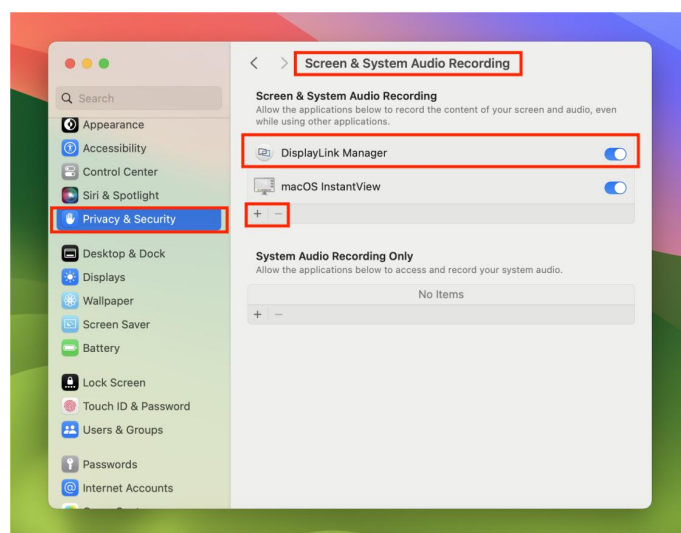 Screen & System Audio Recording
Search
Appearance
Accessibility
Control Center
Siri & Spotlight
Privacy & Security
Desktop & Dock
Displays
Wallpaper
Screen Saver
Battery
Lock Screen
Touch ID & Password
Users & Groups
Passwords
Internet Accounts
Screen & System Audio Recording
Allow the applications below to record the content of your screen and audio, even
while using other applications.
DisplayLink Manager
macOS InstantView
+ −
System Audio Recording Only
Allow the applications below to access and record your system audio.
No Items
+ −